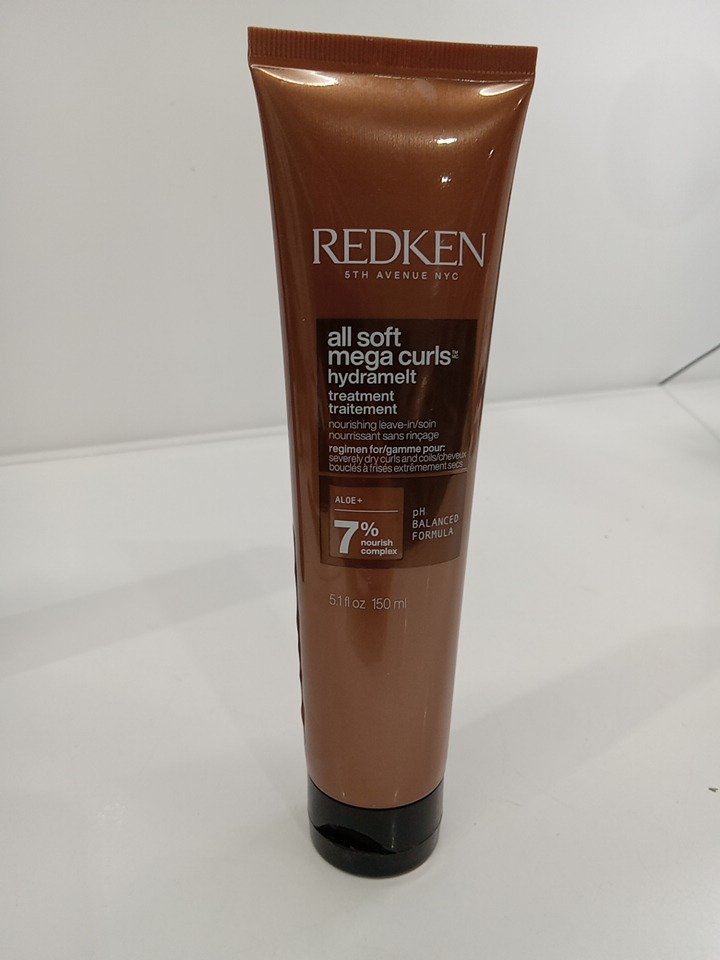 REDKEN
5TH AVENUE NYC
all soft
mega curls™ᴹᶜ
hydramelt
treatment
traitement
nourishing leave-in/soin
nourrissant sans rinçage
regimen for/gamme pour:
severely dry curls and coils/cheveux
bouclés à frisés extrêmement secs
ALOE+
7%
nourish
complex
pH
BALANCED
FORMULA
5.1 fl oz 150 ml